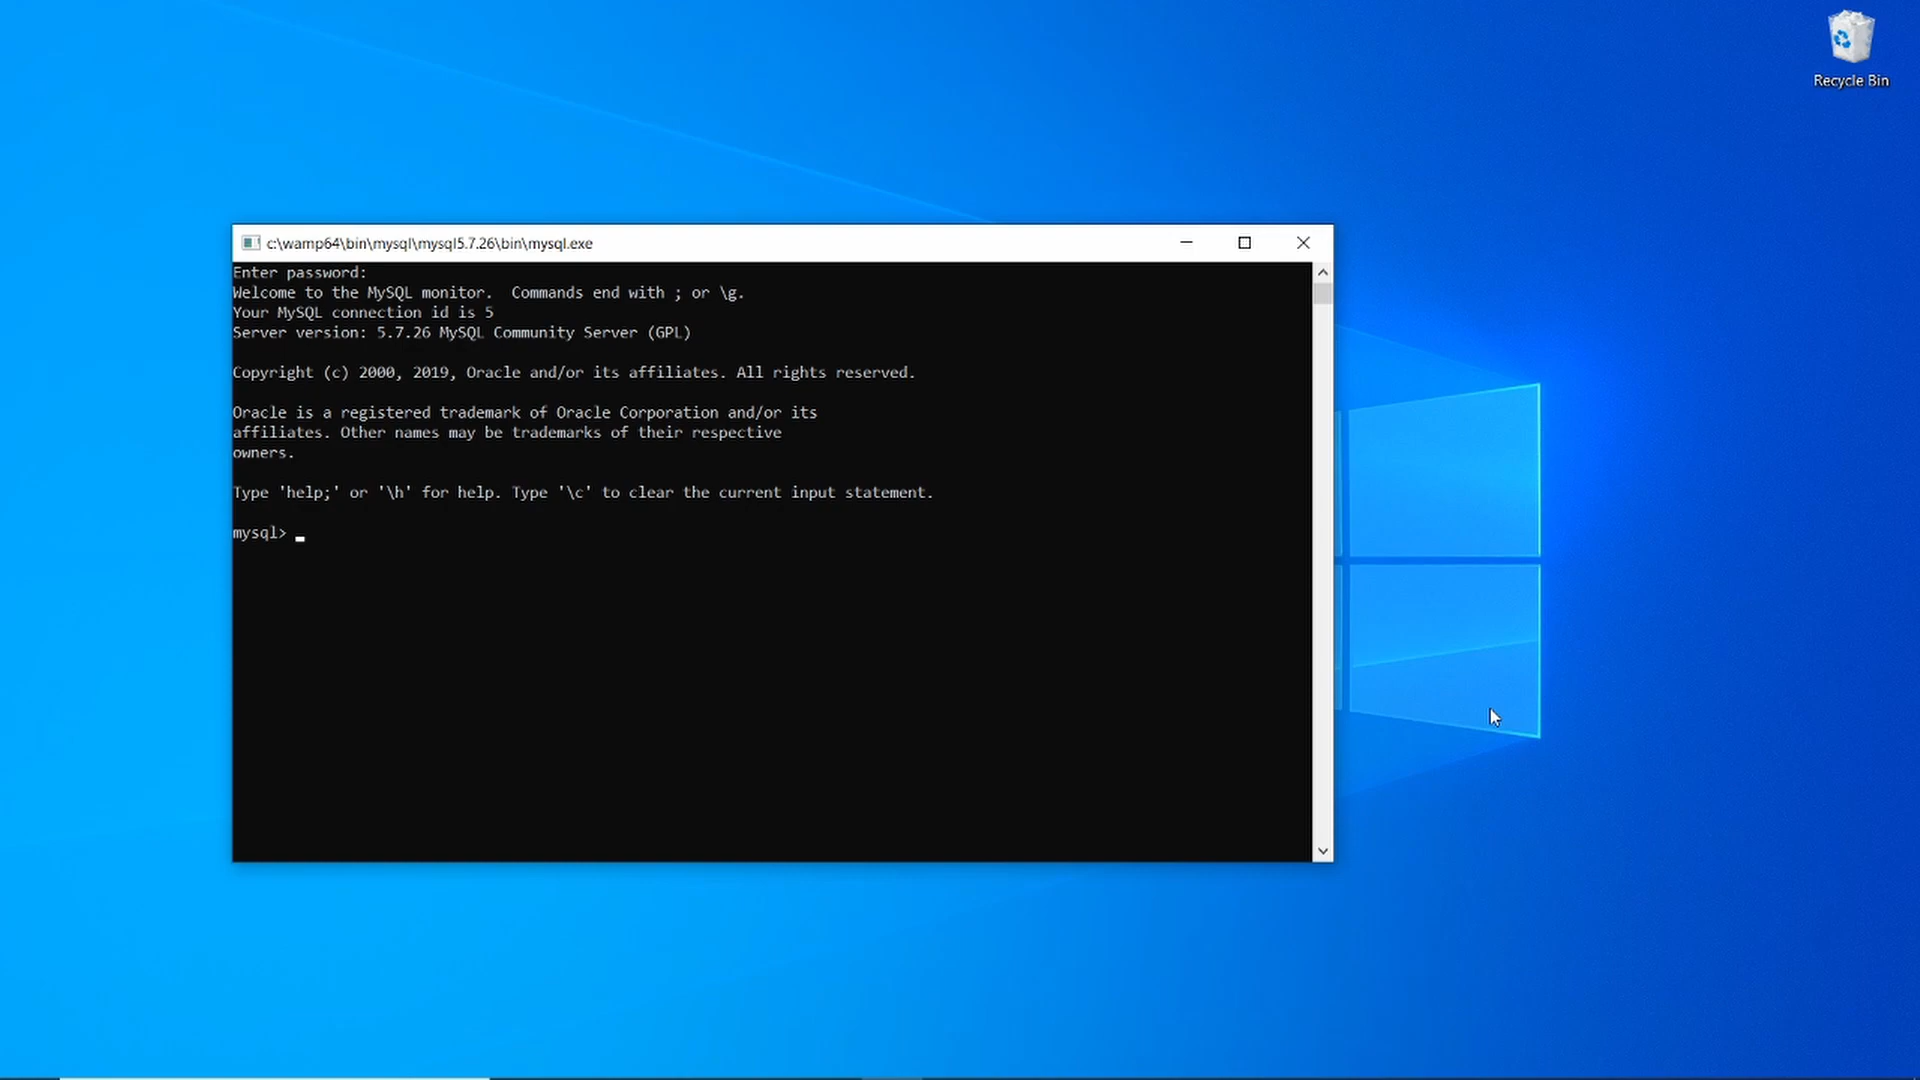 Recycle Bin
c:\wamp64\bin\mysql\mysql5.7.26\bin\mysql.exe
Enter password:
Welcome to the MySQL monitor.  Commands end with ; or \g.
Your MySQL connection id is 5
Server version: 5.7.26 MySQL Community Server (GPL)
Copyright (c) 2000, 2019, Oracle and/or its affiliates. All rights reserved.
Oracle is a registered trademark of Oracle Corporation and/or its
affiliates. Other names may be trademarks of their respective
owners.
Type 'help;' or '\h' for help. Type '\c' to clear the current input statement.
mysql>